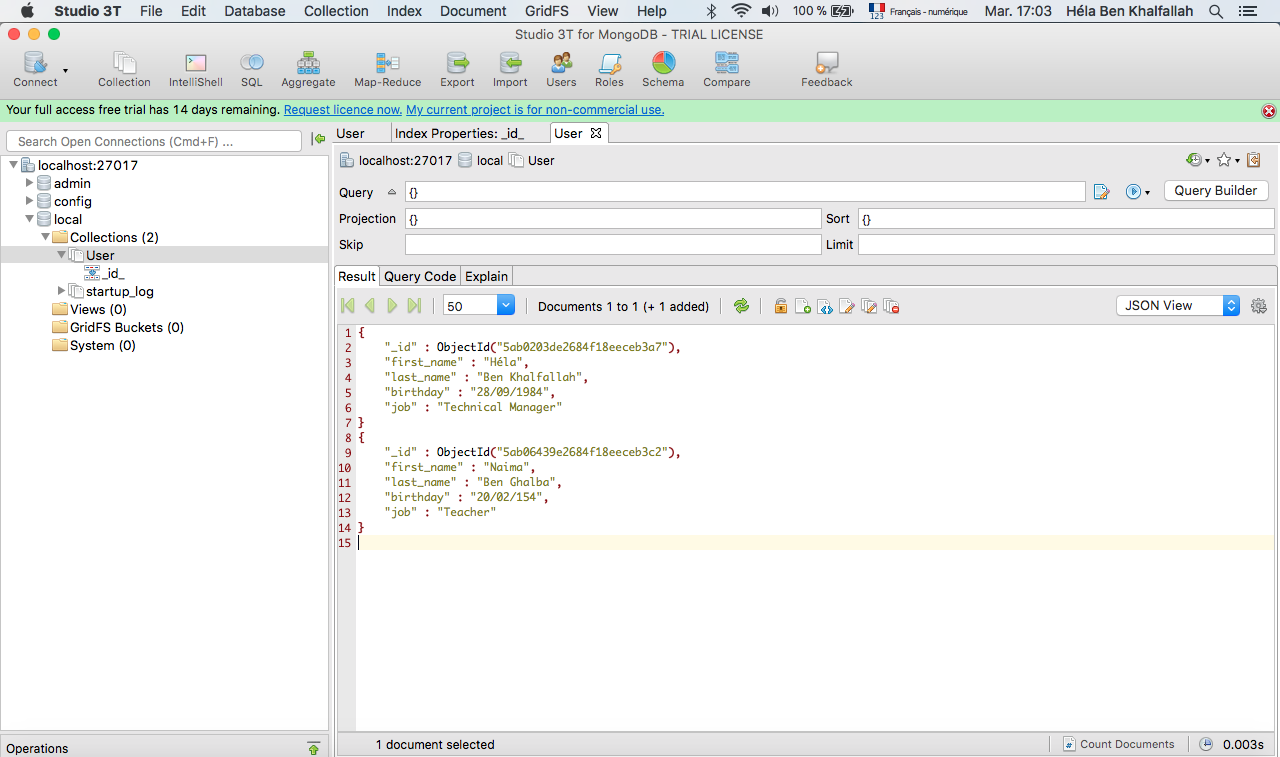 Studio 3T File Edit Database Collection Index Document GridFS View Help 100 % 123 Français - numérique Mar. 17:03 Héla Ben Khalfallah
Studio 3T for MongoDB - TRIAL LICENSE
Connect Collection IntelliShell SQL Aggregate Map-Reduce Export Import Users Roles Schema Compare Feedback
Your full access free trial has 14 days remaining. Request licence now. My current project is for non-commercial use.
Search Open Connections (Cmd+F) ...
localhost:27017
admin
config
local
Collections (2)
User
_id_
startup_log
Views (0)
GridFS Buckets (0)
System (0)
Operations
User Index Properties: _id_ User
localhost:27017 local User
Query {} Query Builder
Projection {} Sort {}
Skip Limit
Result Query Code Explain
50 Documents 1 to 1 (+ 1 added) JSON View
1 {
2 "_id" : ObjectId("5ab0203de2684f18eeceb3a7"),
3 "first_name" : "Héla",
4 "last_name" : "Ben Khalfallah",
5 "birthday" : "28/09/1984",
6 "job" : "Technical Manager"
7 }
8 {
9 "_id" : ObjectId("5ab06439e2684f18eeceb3c2"),
10 "first_name" : "Naima",
11 "last_name" : "Ben Ghalba",
12 "birthday" : "20/02/154",
13 "job" : "Teacher"
14 }
15
1 document selected # Count Documents 0.003s